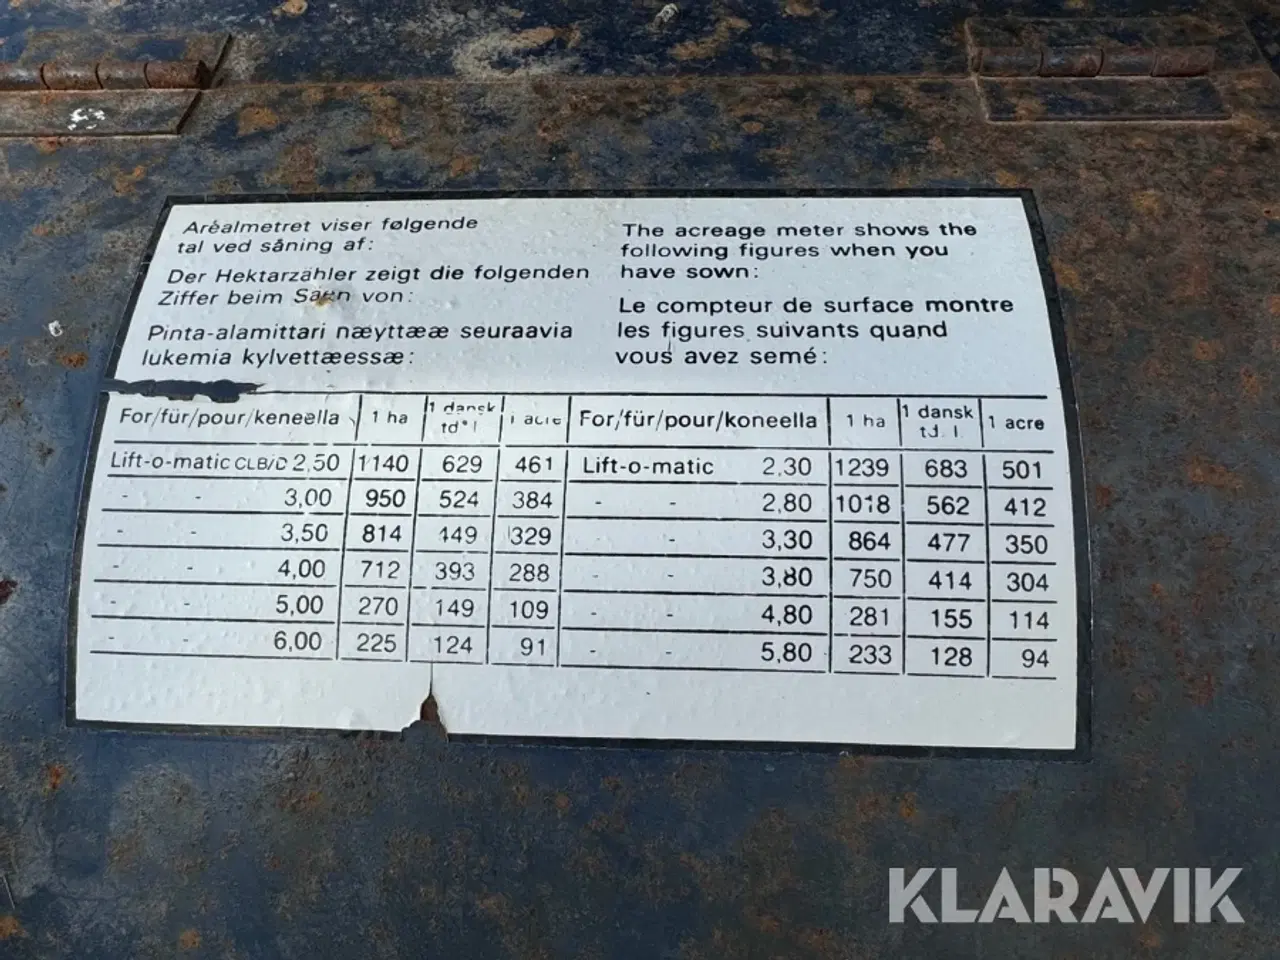 Aréalmetret viser følgende
tal ved såning af:
Der Hektarzähler zeigt die folgenden
Ziffer beim Saen von:
Pinta-alamittari næyttææ seuraavia
lukemia kylvettæessæ:
The acreage meter shows the
following figures when you
have sown:
Le compteur de surface montre
les figures suivants quand
vous avez semé:
For/für/pour/keneella 1 ha 1 dansk td. l 1 acre
Lift-o-matic CLB/C 2,50 1140 629 461
- - 3,00 950 524 384
- - 3,50 814 449 329
- - 4,00 712 393 288
- - 5,00 270 149 109
- - 6,00 225 124 91
For/für/pour/koneella 1 ha 1 dansk td. l. 1 acre
Lift-o-matic 2,30 1239 683 501
- - 2,80 1018 562 412
- - 3,30 864 477 350
- - 3,80 750 414 304
- - 4,80 281 155 114
- - 5,80 233 128 94
KLARAVIK